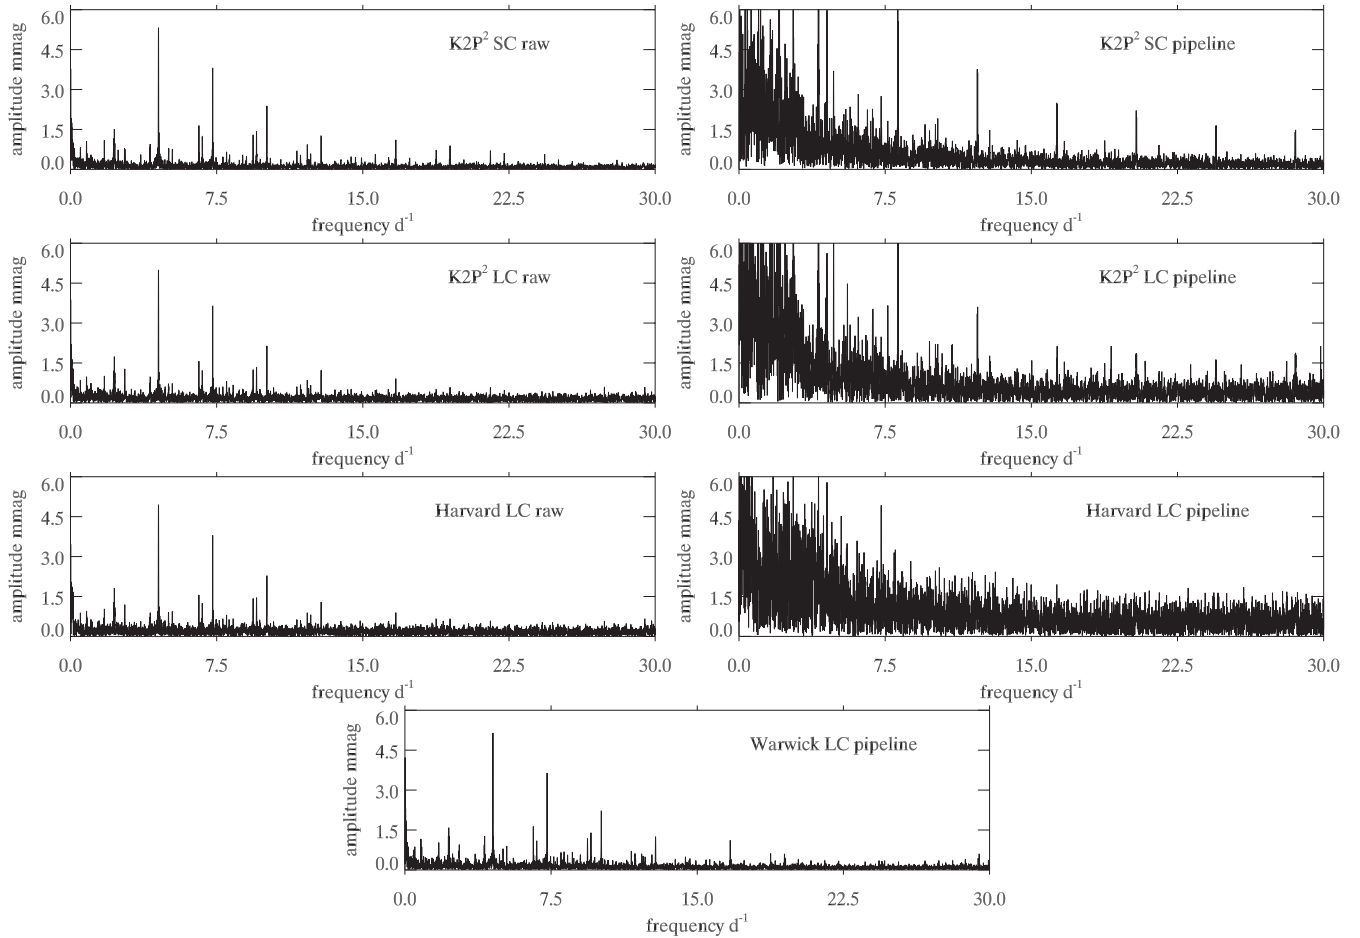 6.0
4.5
3.0
1.5
0.0
amplitude mmag
K2P² SC raw
0.0 7.5 15.0 22.5 30.0
frequency d⁻¹
6.0
4.5
3.0
1.5
0.0
amplitude mmag
K2P² SC pipeline
0.0 7.5 15.0 22.5 30.0
frequency d⁻¹
6.0
4.5
3.0
1.5
0.0
amplitude mmag
K2P² LC raw
0.0 7.5 15.0 22.5 30.0
frequency d⁻¹
6.0
4.5
3.0
1.5
0.0
amplitude mmag
K2P² LC pipeline
0.0 7.5 15.0 22.5 30.0
frequency d⁻¹
6.0
4.5
3.0
1.5
0.0
amplitude mmag
Harvard LC raw
0.0 7.5 15.0 22.5 30.0
frequency d⁻¹
6.0
4.5
3.0
1.5
0.0
amplitude mmag
Harvard LC pipeline
0.0 7.5 15.0 22.5 30.0
frequency d⁻¹
6.0
4.5
3.0
1.5
0.0
amplitude mmag
Warwick LC pipeline
0.0 7.5 15.0 22.5 30.0
frequency d⁻¹